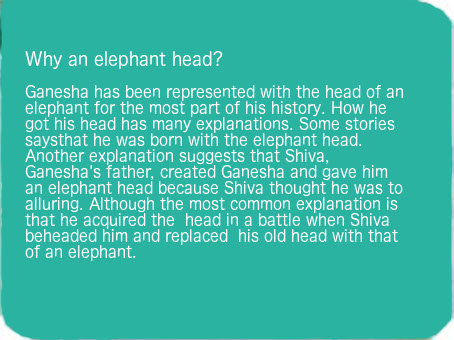 Why an elephant head?
Ganesha has been represented with the head of an
elephant for the most part of his history. How he
got his head has many explanations. Some stories
saysthat he was born with the elephant head.
Another explanation suggests that Shiva,
Ganesha's father, created Ganesha and gave him
an elephant head because Shiva thought he was to
alluring. Although the most common explanation is
that he acquired the  head in a battle when Shiva
beheaded him and replaced  his old head with that
of an elephant.